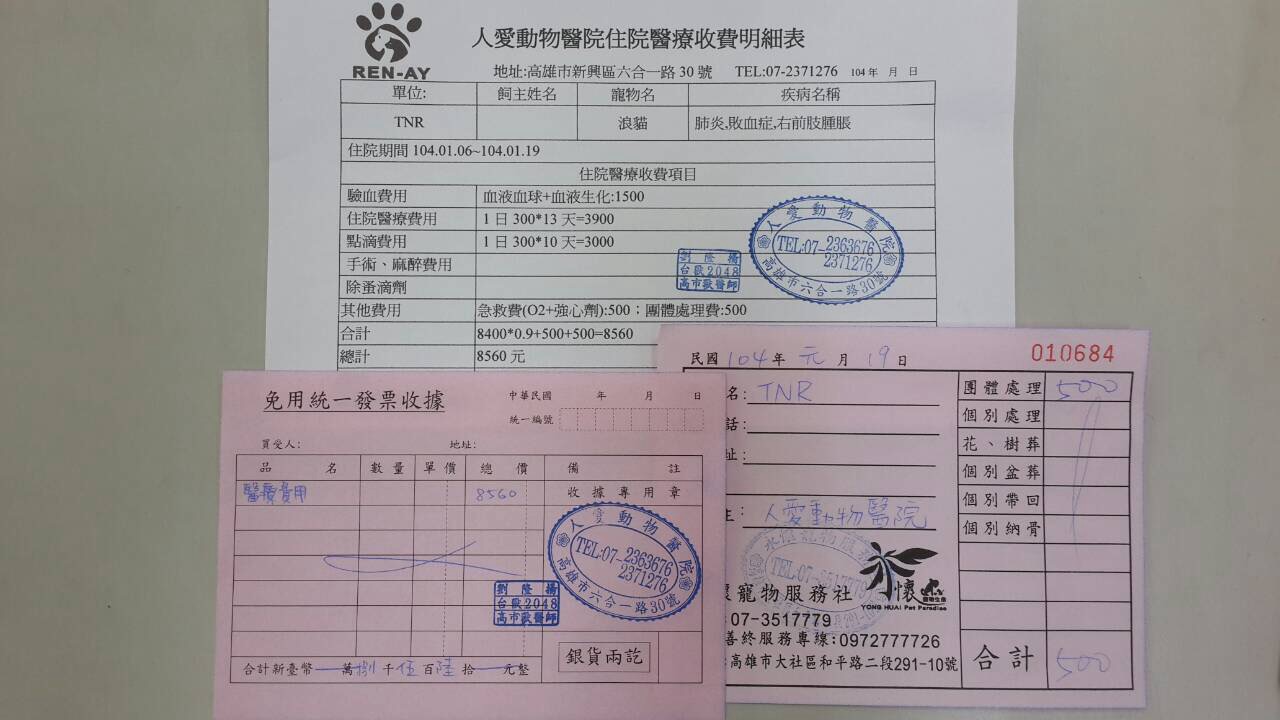 REN-AY
人愛動物醫院住院醫療收費明細表
地址:高雄市新興區六合一路30號 TEL:07-2371276 104年 月 日
單位: 飼主姓名 寵物名 疾病名稱
TNR 浪貓 肺炎,敗血症,右前肢腫脹
住院期間 104.01.06~104.01.19
住院醫療收費項目
驗血費用 血液血球+血液生化:1500
住院醫療費用 1日300*13天=3900
點滴費用 1日300*10天=3000
手術、麻醉費用
除蚤滴劑
其他費用 急救費(O2+強心劑):500;團體處理費:500
合計 8400*0.9+500+500=8560
總計 8560元
人愛動物醫院
TEL:07-2363676
2371276
高雄市六合一路30號
劉隆揚
台獸2048
高市獸醫師
免用統一發票收據
中華民國 年 月 日
統一編號
買受人: 地址:
品名 數量 單價 總價 備註
醫療費用 8560 收據專用章
人愛動物醫院
TEL:07-2363676
2371276
高雄市六合一路30號
劉隆揚
台獸2048
高市獸醫師
合計新臺幣 萬捌千伍百陸拾 元整
銀貨兩訖
民國104年元月19日 010684
名: TNR
話:
址:
主: 人愛動物醫院
團體處理 500
個別處理
花、樹葬
個別盆葬
個別帶回
個別納骨
合計 500
永懷
YONG HUAI Pet Paradise
懷寵物服務社
:07-3517779
善終服務專線:0972777726
:高雄市大社區和平路二段291-10號